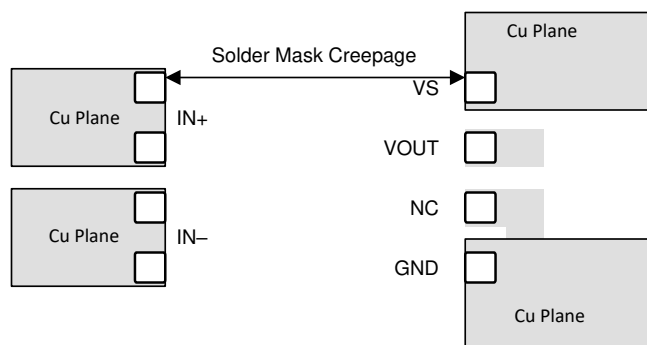 Cu Plane
Solder Mask Creepage
VS
Cu Plane
IN+
VOUT
NC
Cu Plane
IN–
GND
Cu Plane